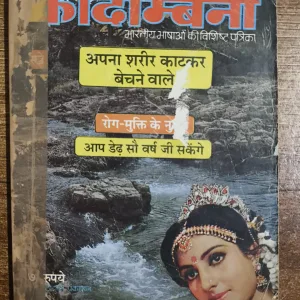 कादम्बिनी
भारतीय भाषाओं की विशिष्ट पत्रिका
अपना शरीर काटकर
बेचने वाले
रोग-मुक्ति के
आप डेढ़ सौ वर्ष जी सकेंगे
रुपये